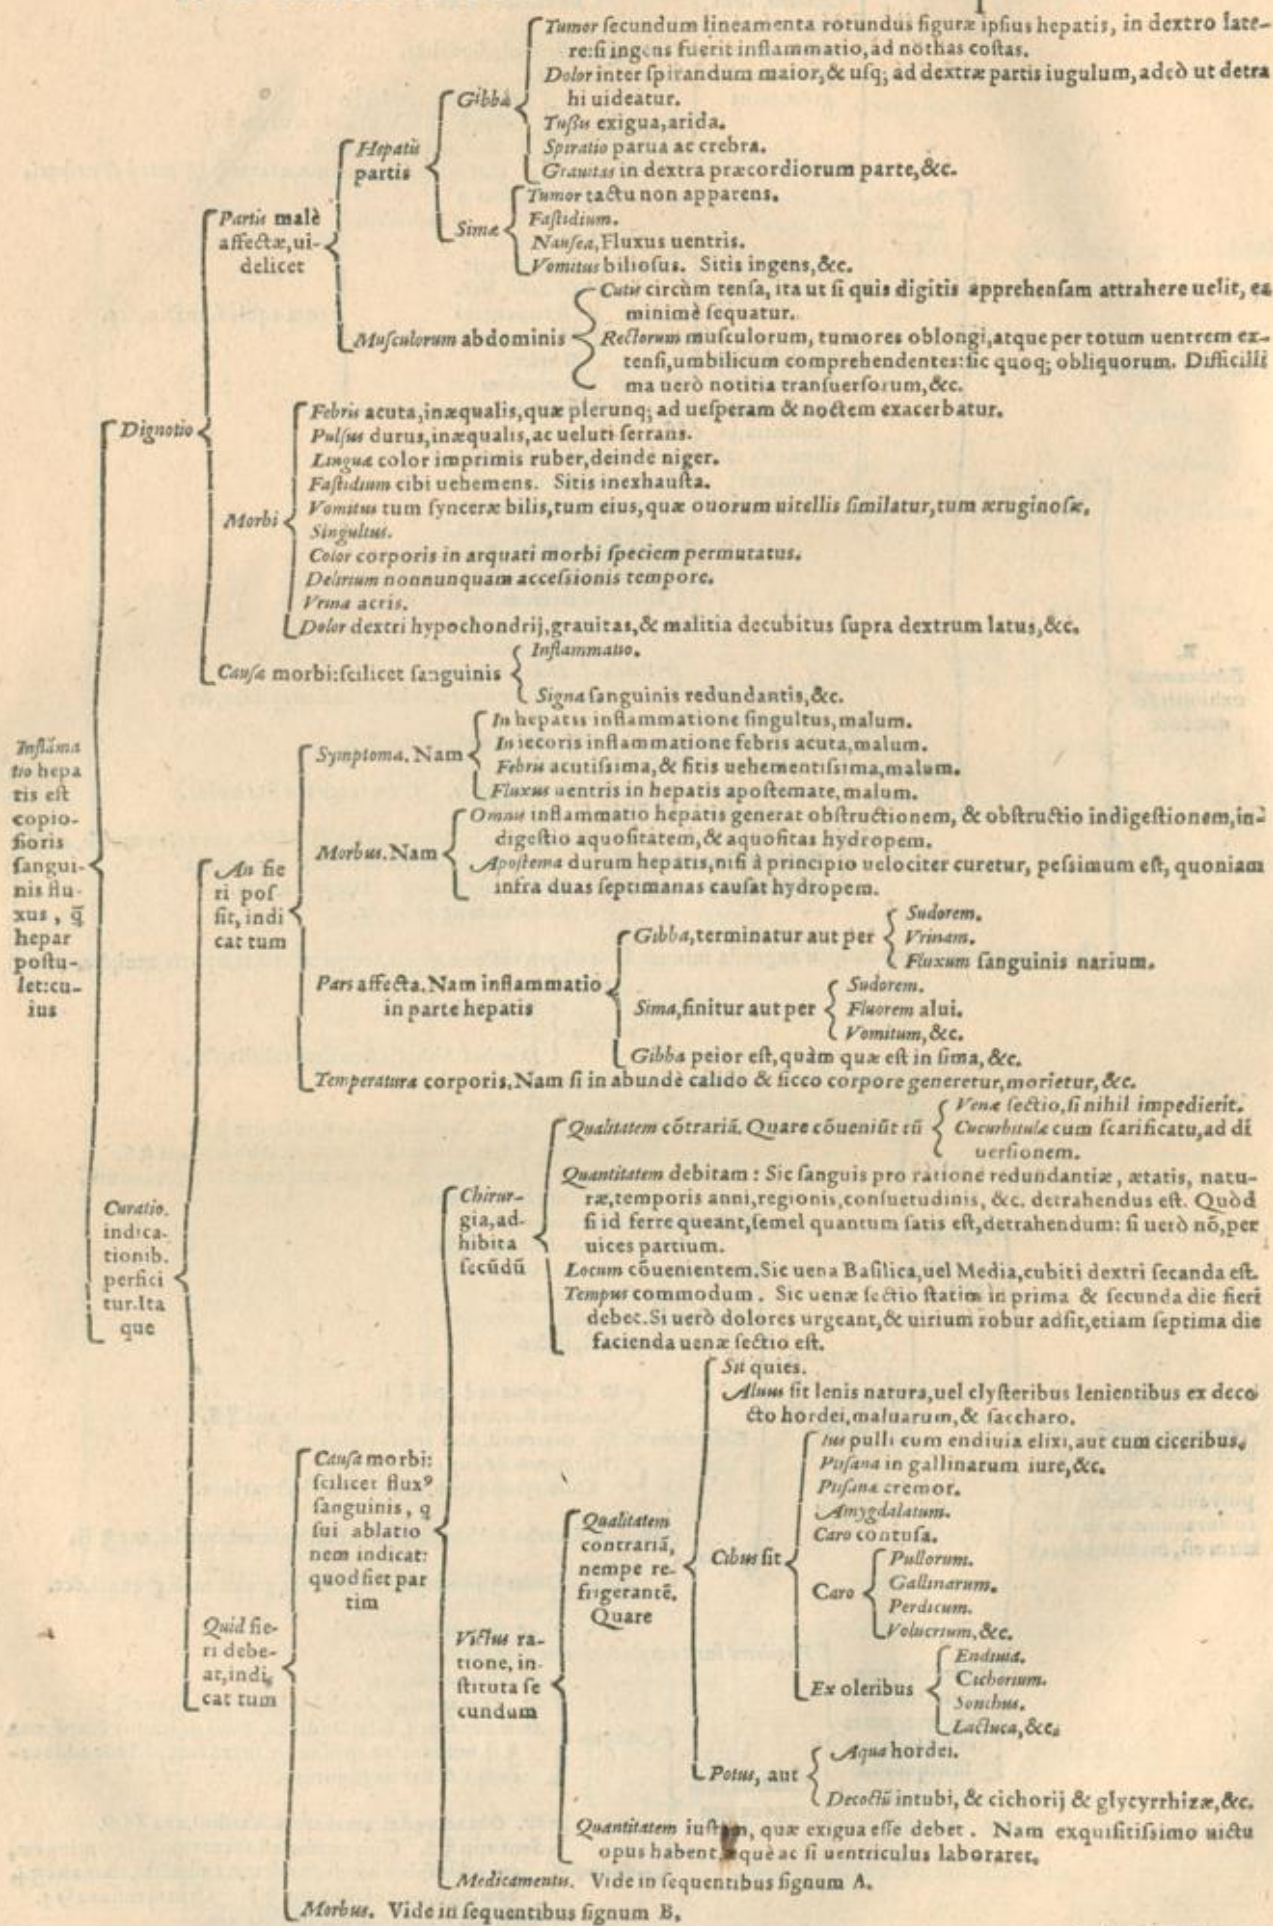 Inflāma
tio hepa
tis est
copio-
sioris
sangui-
nis flu-
xus, q̃
hepar
postu-
let:cu-
ius
Dignotio
Partis malè
affectæ, ui-
delicet
Hepatis
partis
Gibbæ
Tumor secundum lineamenta rotundus figuræ ipsius hepatis, in dextro late-
re:si ingens fuerit inflammatio, ad nothas costas.
Dolor inter spirandum maior, & usq; ad dextræ partis iugulum, adeò ut detra
hi uideatur.
Tußis exigua, arida.
Spiratio parua ac crebra.
Grauitas in dextra præcordiorum parte, &c.
Simæ
Tumor tactu non apparens.
Fastidium.
Nausea, Fluxus uentris.
Vomitus biliosus. Sitis ingens, &c.
Musculorum abdominis
Cutis circùm tensa, ita ut si quis digitis apprehensam attrahere uelit, ea
minimè sequatur.
Rectorum musculorum, tumores oblongi, atque per totum uentrem ex-
tensi, umbilicum comprehendentes: sic quoq; obliquorum. Difficilli
ma uerò notitia transuersorum, &c.
Morbi
Febris acuta, inæqualis, quæ plerunq; ad uesperam & noctem exacerbatur.
Pulsus durus, inæqualis, ac ueluti serrans.
Linguæ color imprimis ruber, deinde niger.
Fastidium cibi uehemens. Sitis inexhausta.
Vomitus tum synceræ bilis, tum eius, quæ ouorum uitellis similatur, tum æruginosæ.
Singultus.
Color corporis in arquati morbi speciem permutatus.
Delirium nonnunquam accessionis tempore.
Vrina acris.
Dolor dextri hypochondrij, grauitas, & malitia decubitus supra dextrum latus, &c.
Causæ morbi: scilicet sanguinis
Inflammatio.
Signa sanguinis redundantis, &c.
Curatio.
indica-
tionib.
perfici
tur. Ita
que
An fie
ri pos
sit, indi
cat tum
Symptoma. Nam
In hepatis inflammatione singultus, malum.
In iecoris inflammatione febris acuta, malum.
Febris acutissima, & sitis uehementissima, malum.
Fluxus uentris in hepatis apostemate, malum.
Morbus. Nam
Omnis inflammatio hepatis generat obstructionem, & obstructio indigestionem, in-
digestio aquositatem, & aquositas hydropem.
Apostema durum hepatis, nisi à principio uelociter curetur, pessimum est, quoniam
infra duas septimanas causat hydropem.
Pars affecta. Nam inflammatio
in parte hepatis
Gibba, terminatur aut per
Sudorem.
Vrinam.
Fluxum sanguinis narium.
Sima, finitur aut per
Sudorem.
Fluorem alui.
Vomitum, &c.
Gibba peior est, quàm quæ est in sima, &c.
Temperatura corporis. Nam si in abundè calido & sicco corpore generetur, morietur, &c.
Quid fie-
ri debe-
at, indi,
cat tum
Causa morbi:
scilicet flux⁹
sanguinis, q
sui ablatio
nem indicat:
quod fiet par
tim
Chirur-
gia, ad-
hibita
secūdū
Qualitatem cōtrariā. Quare cōueniūt tū
Venæ sectio, si nihil impedierit.
Cucurbitulæ cum scarificatu, ad di
uersionem.
Quantitatem debitam: Sic sanguis pro ratione redundantiæ, ætatis, natu-
ræ, temporis anni, regionis, consuetudinis, &c. detrahendus est. Quòd
si id ferre queant, semel quantum satis est, detrahendum: si uerò nō, per
uices partium.
Locum cōuenientem. Sic uena Basilica, uel Media, cubiti dextri secanda est.
Tempus commodum. Sic uenæ sectio statim in prima & secunda die fieri
debet. Si uerò dolores urgeant, & uirium robur adsit, etiam septima die
facienda uenæ sectio est.
Victus ra-
tione, in-
stituta se
cundum
Qualitatem
contrariā,
nempe re-
frigerantē.
Quare
Sit quies.
Aluus sit lenis natura, uel clysteribus lenientibus ex deco
cto hordei, maluarum, & saccharo.
Cibus sit
Ius pulli cum endiuia elixi, aut cum ciceribus.
Ptisana in gallinarum iure, &c.
Ptisanæ cremor.
Amygdalatum.
Caro contusa.
Caro
Pullorum.
Gallinarum.
Perdicum.
Volucrium, &c.
Ex oleribus
Endiuia.
Cichorium.
Sonchus.
Lactuca, &c.
Potus, aut
Aqua hordei.
Decoctū intubi, & cichorij & glycyrrhizæ, &c.
Quantitatem iustam, quæ exigua esse debet. Nam exquisitissimo uictu
opus habent, æquè ac si uentriculus laboraret.
Medicamentis. Vide in sequentibus signum A.
Morbus. Vide in sequentibus signum B.